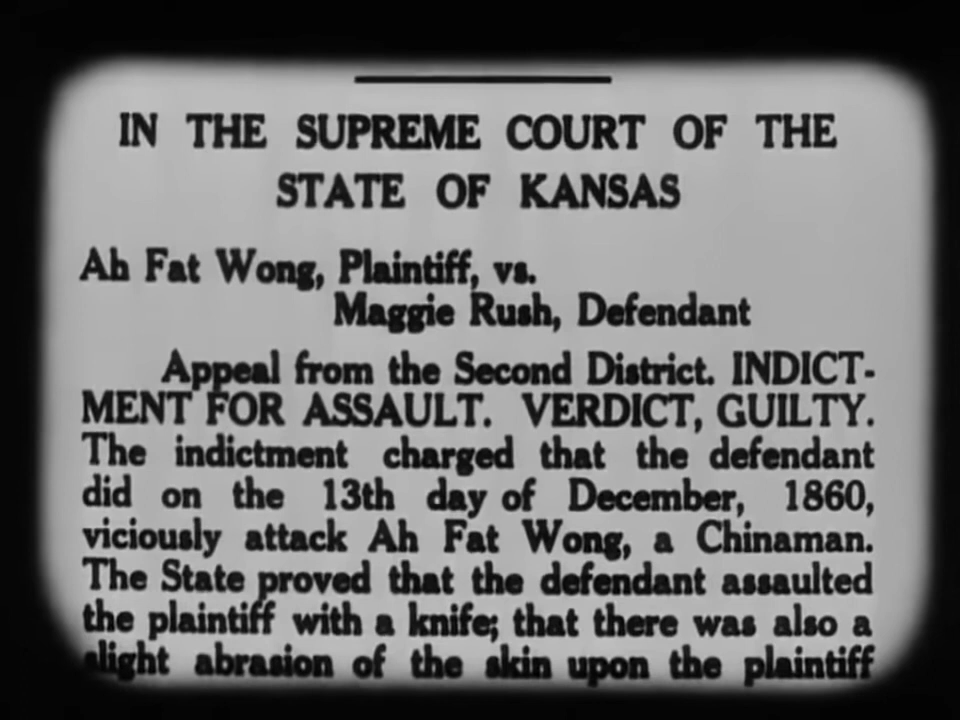 IN THE SUPREME COURT OF THE
STATE OF KANSAS
Ah Fat Wong, Plaintiff, vs.
Maggie Rush, Defendant
Appeal from the Second District. INDICT-
MENT FOR ASSAULT. VERDICT, GUILTY.
The indictment charged that the defendant
did on the 13th day of December, 1860,
viciously attack Ah Fat Wong, a Chinaman.
The State proved that the defendant assaulted
the plaintiff with a knife; that there was also a
slight abrasion of the skin upon the plaintiff